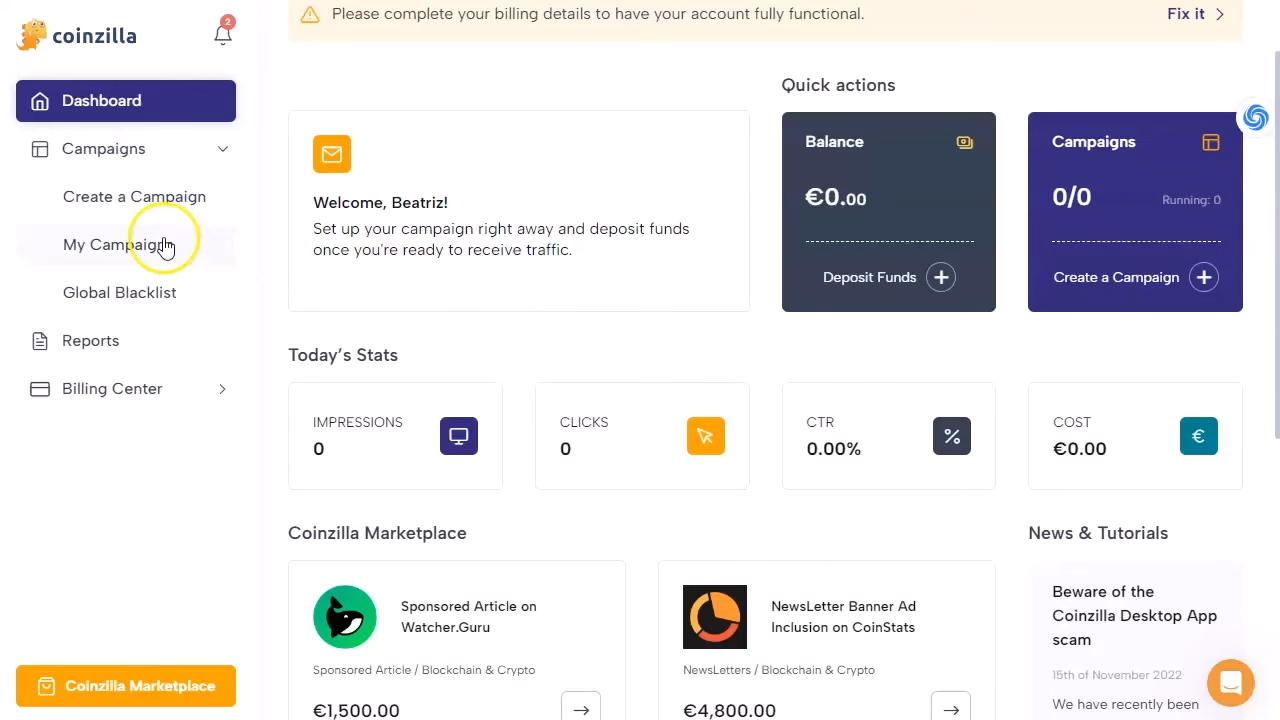 coinzilla
2
Dashboard
Campaigns
Create a Campaign
My Campaign
Global Blacklist
Reports
Billing Center
Coinzilla Marketplace
Please complete your billing details to have your account fully functional.
Fix it
Welcome, Beatriz!
Set up your campaign right away and deposit funds
once you're ready to receive traffic.
Quick actions
Balance
€0.00
Deposit Funds
Campaigns
0/0
Running: 0
Create a Campaign
Today's Stats
IMPRESSIONS
0
CLICKS
0
CTR
0.00%
%
COST
€0.00
€
Coinzilla Marketplace
Sponsored Article on
Watcher.Guru
Sponsored Article / Blockchain & Crypto
€1,500.00
NewsLetter Banner Ad
Inclusion on CoinStats
NewsLetters / Blockchain & Crypto
€4,800.00
News & Tutorials
Beware of the
Coinzilla Desktop App
scam
15th of November 2022
We have recently been